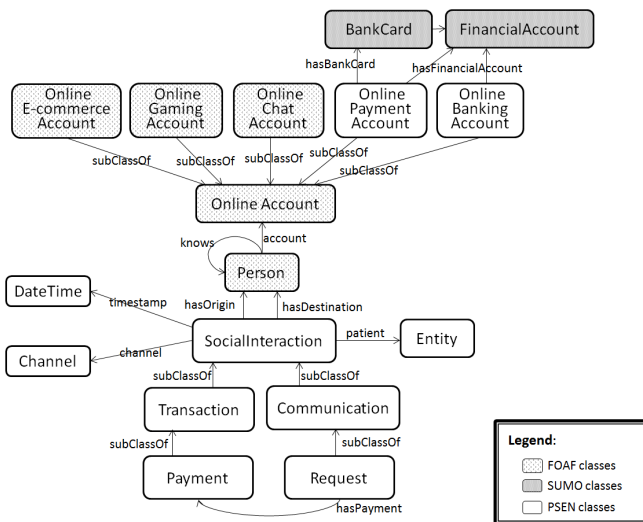 BankCard
FinancialAccount
hasBankCard
hasFinancialAccount
Online
E-commerce
Account
Online
Gaming
Account
Online
Chat
Account
Online
Payment
Account
Online
Banking
Account
subClassOf
subClassOf
subClassOf
subClassOf
subClassOf
Online Account
knows
account
Person
DateTime
timestamp
hasOrigin
hasDestination
SocialInteraction
patient
Entity
Channel
channel
subClassOf
subClassOf
Transaction
Communication
subClassOf
subClassOf
Payment
Request
hasPayment
Legend:
FOAF classes
SUMO classes
PSEN classes